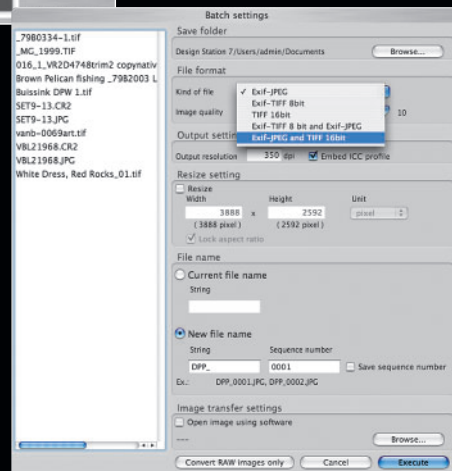 Batch settings
_7980334-1.tif
_MG_1999.TIF
016_1_VR2D4748trim2 copynativ
Brown Pelican fishing _7982003 L
Buissink DPW 1.tif
SET9-13.CR2
SET9-13.JPG
vanb-0069art.tif
VBL21968.CR2
VBL21968.JPG
White Dress, Red Rocks_01.tif
Save folder
Design Station 7/Users/admin/Documents Browse...
File format
Kind of file ✓ Exif-JPEG
Exif-TIFF 8bit
Image quality TIFF 16bit 10
Exif-TIFF 8 bit and Exif-JPEG
Exif-JPEG and TIFF 16bit
Output settin
Output resolution 350 dpi Embed ICC profile
Resize setting
Resize
Width Height Unit
3888 x 2592 pixel
(3888 pixel) (2592 pixel)
Lock aspect ratio
File name
Current file name
String
New file name
String Sequence number
DPP_ 0001 Save sequence number
Ex.: DPP_0001.JPG, DPP_0002.JPG
Image transfer settings
Open image using software
---- Browse...
Convert RAW images only Cancel Execute